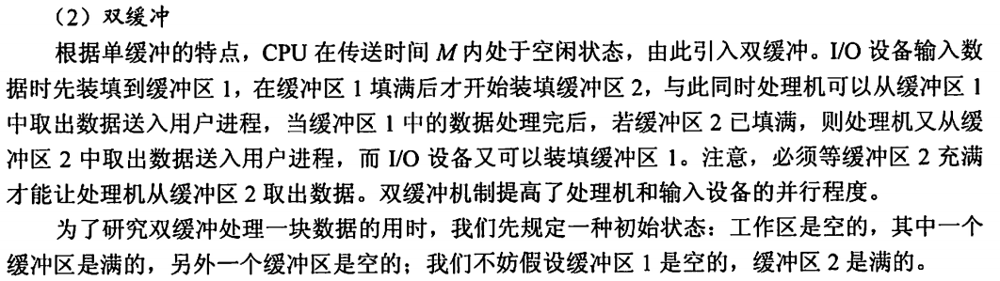 （2）双缓冲
根据单缓冲的特点，CPU 在传送时间 M 内处于空闲状态，由此引入双缓冲。I/O 设备输入数
据时先装填到缓冲区 1，在缓冲区 1 填满后才开始装填缓冲区 2，与此同时处理机可以从缓冲区 1
中取出数据送入用户进程，当缓冲区 1 中的数据处理完后，若缓冲区 2 已填满，则处理机又从缓
冲区 2 中取出数据送入用户进程，而 I/O 设备又可以装填缓冲区 1。注意，必须等缓冲区 2 充满
才能让处理机从缓冲区 2 取出数据。双缓冲机制提高了处理机和输入设备的并行程度。
为了研究双缓冲处理一块数据的用时，我们先规定一种初始状态：工作区是空的，其中一个
缓冲区是满的，另外一个缓冲区是空的；我们不妨假设缓冲区 1 是空的，缓冲区 2 是满的。